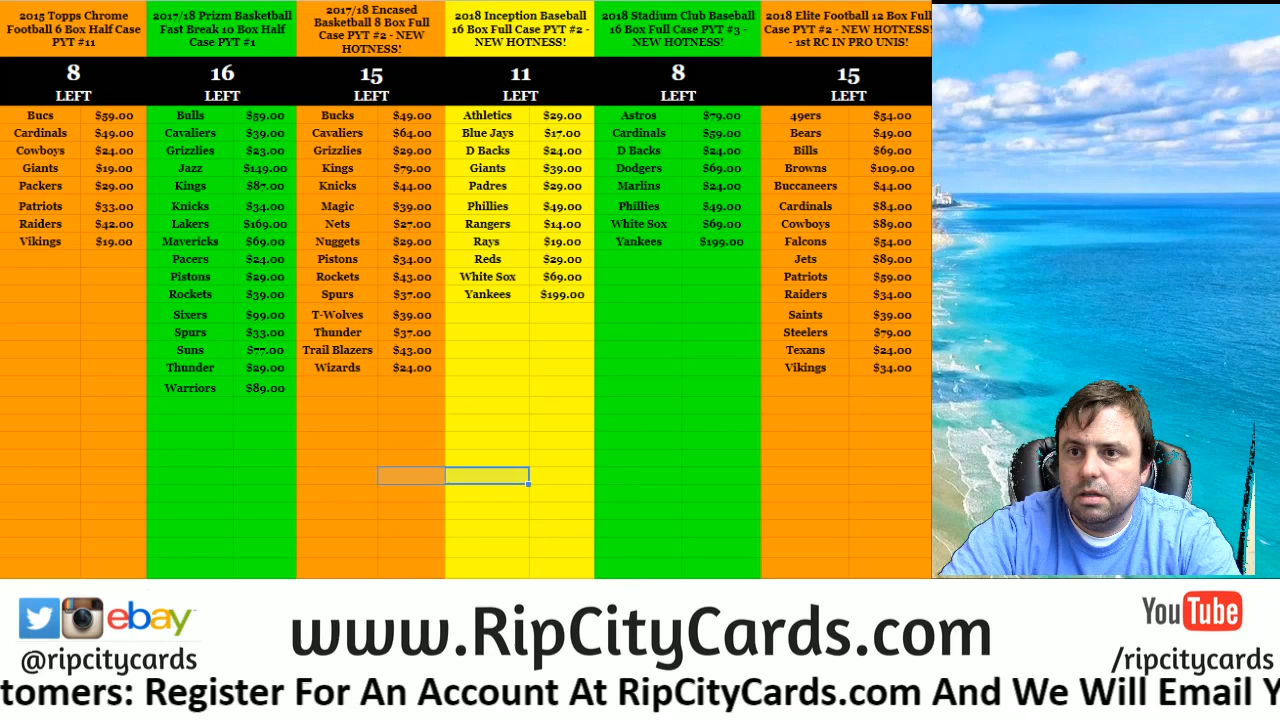 2015 Topps Chrome
Football 6 Box Half Case
PYT #11
8
LEFT
Bucs $59.00
Cardinals $49.00
Cowboys $24.00
Giants $19.00
Packers $29.00
Patriots $33.00
Raiders $42.00
Vikings $19.00
2017/18 Prizm Basketball
Fast Break 10 Box Half
Case PYT #1
16
LEFT
Bulls $59.00
Cavaliers $39.00
Grizzlies $23.00
Jazz $149.00
Kings $87.00
Knicks $34.00
Lakers $169.00
Mavericks $69.00
Pacers $24.00
Pistons $29.00
Rockets $39.00
Sixers $99.00
Spurs $33.00
Suns $77.00
Thunder $29.00
Warriors $89.00
2017/18 Encased
Basketball 8 Box Full
Case PYT #2 - NEW
HOTNESS!
15
LEFT
Bucks $49.00
Cavaliers $64.00
Grizzlies $29.00
Kings $79.00
Knicks $44.00
Magic $39.00
Nets $27.00
Nuggets $29.00
Pistons $34.00
Rockets $43.00
Spurs $37.00
T-Wolves $39.00
Thunder $37.00
Trail Blazers $43.00
Wizards $24.00
2018 Inception Baseball
16 Box Full Case PYT #2 -
NEW HOTNESS!
11
LEFT
Athletics $29.00
Blue Jays $17.00
D Backs $24.00
Giants $39.00
Padres $29.00
Phillies $49.00
Rangers $14.00
Rays $19.00
Reds $29.00
White Sox $69.00
Yankees $199.00
2018 Stadium Club Baseball
16 Box Full Case PYT #3 -
NEW HOTNESS!
8
LEFT
Astros $79.00
Cardinals $59.00
D Backs $24.00
Dodgers $69.00
Marlins $24.00
Phillies $49.00
White Sox $69.00
Yankees $199.00
2018 Elite Football 12 Box Full
Case PYT #2 - NEW HOTNESS!
- 1st RC IN PRO UNIS!
15
LEFT
49ers $54.00
Bears $49.00
Bills $69.00
Browns $109.00
Buccaneers $44.00
Cardinals $84.00
Cowboys $89.00
Falcons $54.00
Jets $89.00
Patriots $59.00
Raiders $34.00
Saints $39.00
Steelers $79.00
Texans $24.00
Vikings $34.00
ebay
@ripcitycards
www.RipCityCards.com
YouTube
/ripcitycards
tomers: Register For An Account At RipCityCards.com And We Will Email Y